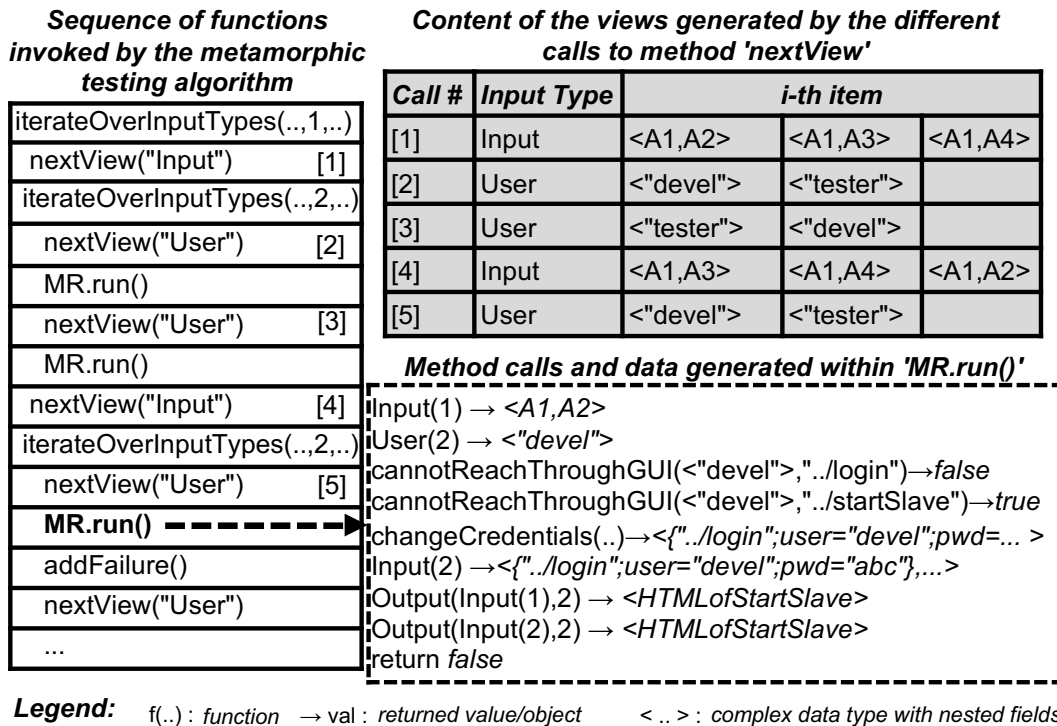 Sequence of functions
invoked by the metamorphic
testing algorithm
iterateOverInputTypes(..,1,..)
nextView("Input") [1]
iterateOverInputTypes(..,2,..)
nextView("User") [2]
MR.run()
nextView("User") [3]
MR.run()
nextView("Input") [4]
iterateOverInputTypes(..,2,..)
nextView("User") [5]
MR.run()
addFailure()
nextView("User")
...
Content of the views generated by the different
calls to method 'nextView'
Call # Input Type i-th item
[1] Input <A1,A2> <A1,A3> <A1,A4>
[2] User <"devel"> <"tester">
[3] User <"tester"> <"devel">
[4] Input <A1,A3> <A1,A4> <A1,A2>
[5] User <"devel"> <"tester">
Method calls and data generated within 'MR.run()'
Input(1) → <A1,A2>
User(2) → <"devel">
cannotReachThroughGUI(<"devel">,"../login")→false
cannotReachThroughGUI(<"devel">,"../startSlave")→true
changeCredentials(..)→<{"../login";user="devel";pwd=... >
Input(2) →<{"../login";user="devel";pwd="abc"},...>
Output(Input(1),2) → <HTMLofStartSlave>
Output(Input(2),2) → <HTMLofStartSlave>
return false
Legend: f(..) : function → val : returned value/object < .. > : complex data type with nested fields